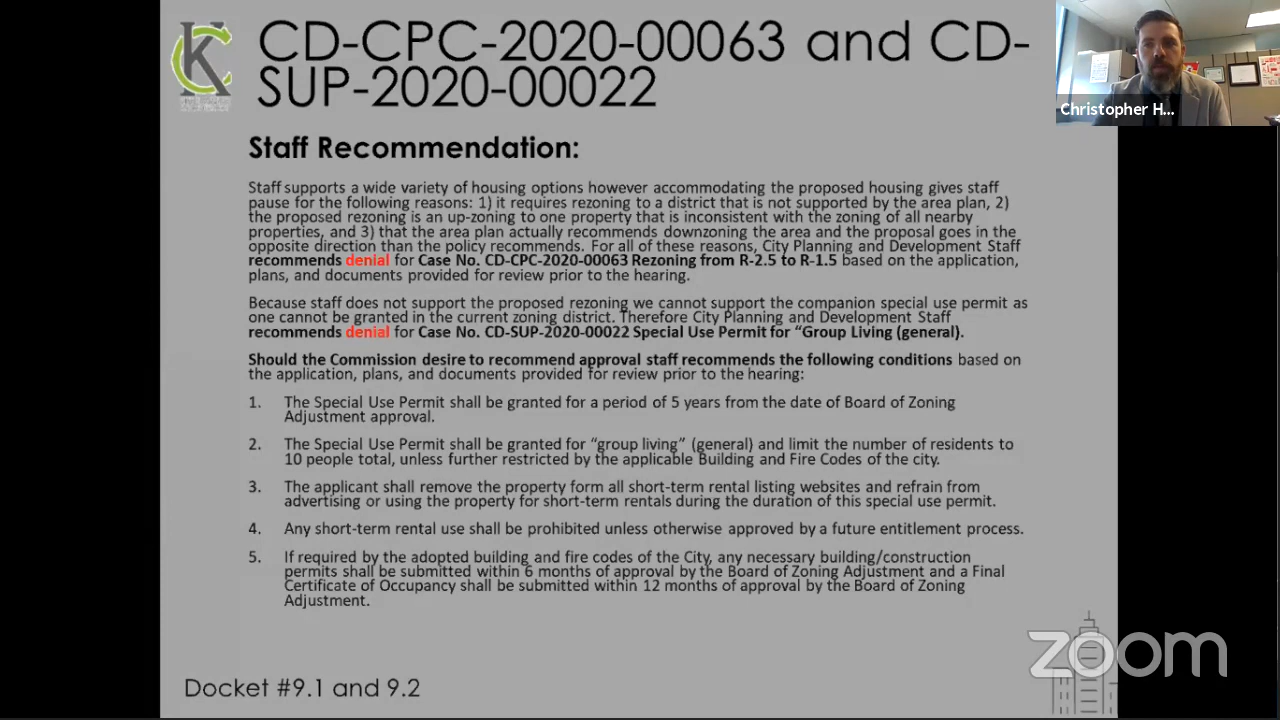 CD-CPC-2020-00063 and CD-
SUP-2020-00022
Christopher H...
Staff Recommendation:
Staff supports a wide variety of housing options however accommodating the proposed housing gives staff
pause for the following reasons: 1) it requires rezoning to a district that is not supported by the area plan, 2)
the proposed rezoning is an up-zoning to one property that is inconsistent with the zoning of all nearby
properties, and 3) that the area plan actually recommends downzoning the area and the proposal goes in the
opposite direction than the policy recommends. For all of these reasons, City Planning and Development Staff
recommends denial for Case No. CD-CPC-2020-00063 Rezoning from R-2.5 to R-1.5 based on the application,
plans, and documents provided for review prior to the hearing.
Because staff does not support the proposed rezoning we cannot support the companion special use permit as
one cannot be granted in the current zoning district. Therefore City Planning and Development Staff
recommends denial for Case No. CD-SUP-2020-00022 Special Use Permit for “Group Living (general).
Should the Commission desire to recommend approval staff recommends the following conditions based on
the application, plans, and documents provided for review prior to the hearing:
1. The Special Use Permit shall be granted for a period of 5 years from the date of Board of Zoning
Adjustment approval.
2. The Special Use Permit shall be granted for “group living” (general) and limit the number of residents to
10 people total, unless further restricted by the applicable Building and Fire Codes of the city.
3. The applicant shall remove the property form all short-term rental listing websites and refrain from
advertising or using the property for short-term rentals during the duration of this special use permit.
4. Any short-term rental use shall be prohibited unless otherwise approved by a future entitlement process.
5. If required by the adopted building and fire codes of the City, any necessary building/construction
permits shall be submitted within 6 months of approval by the Board of Zoning Adjustment and a Final
Certificate of Occupancy shall be submitted within 12 months of approval by the Board of Zoning
Adjustment.
zoom
Docket #9.1 and 9.2